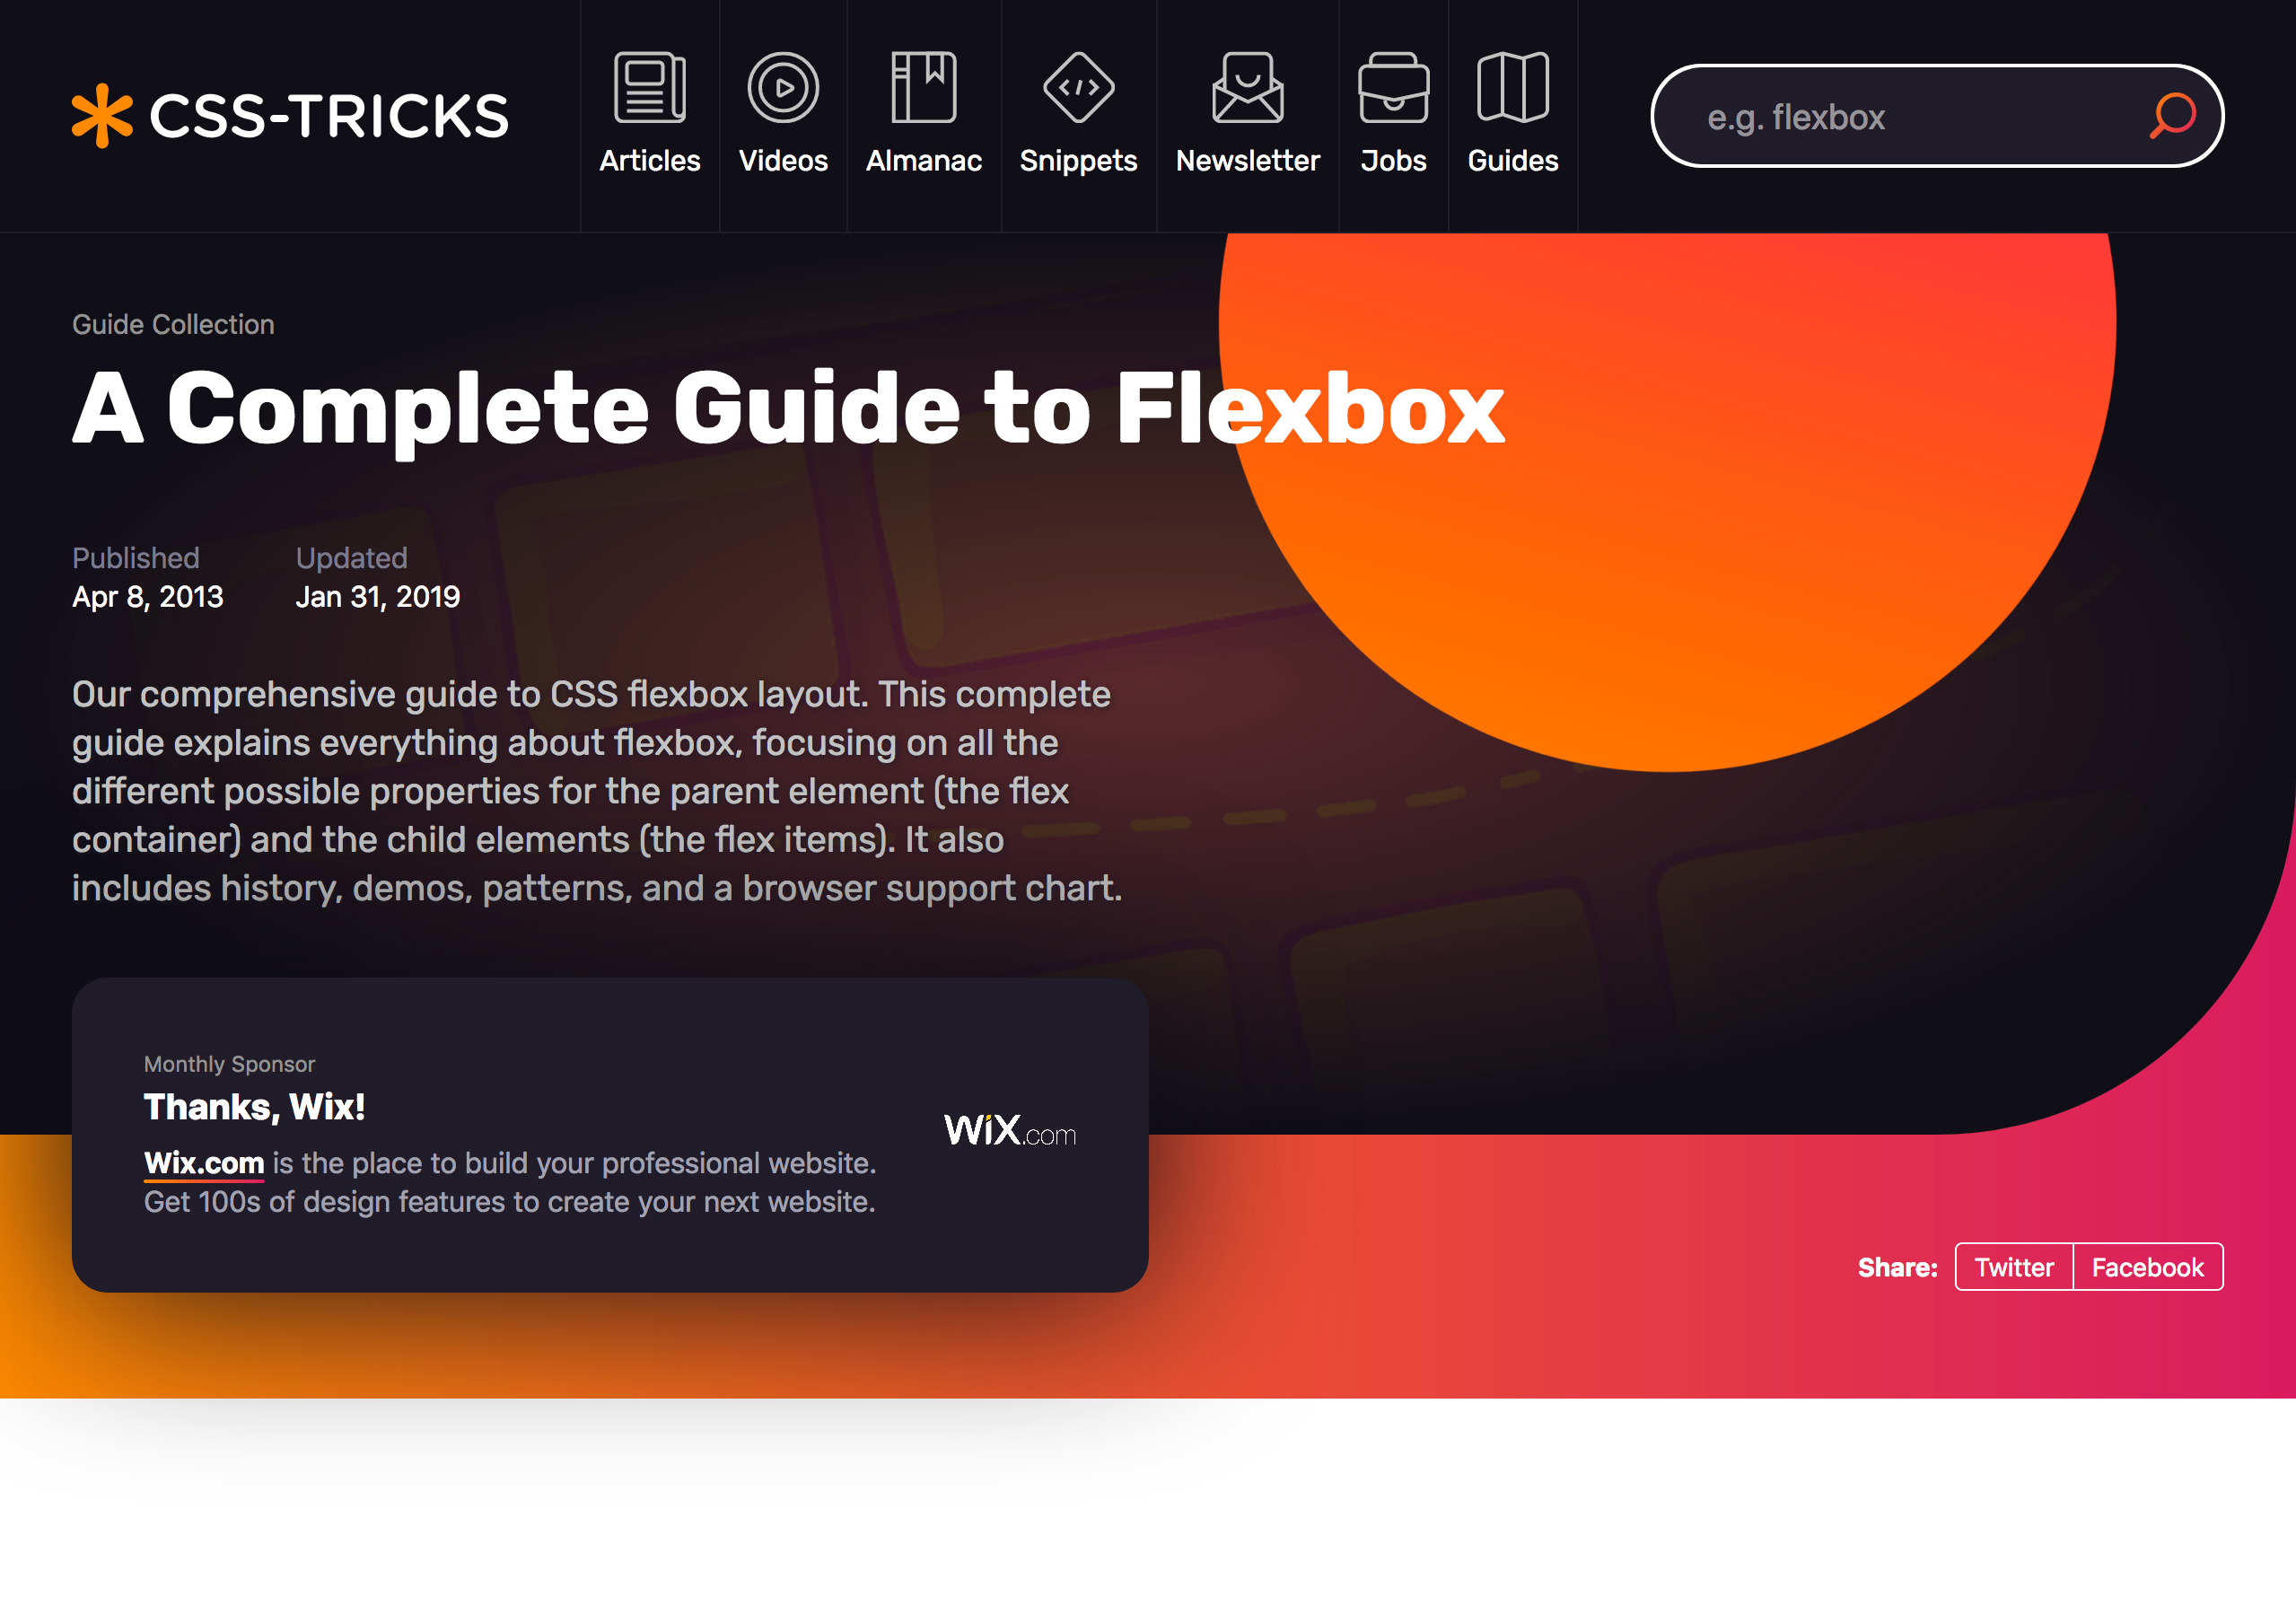 CSS-TRICKS
Articles
Videos
Almanac
Snippets
Newsletter
Jobs
Guides
e.g. flexbox
Guide Collection
A Complete Guide to Flexbox
Published
Updated
Apr 8, 2013
Jan 31, 2019
Our comprehensive guide to CSS flexbox layout. This complete
guide explains everything about flexbox, focusing on all the
different possible properties for the parent element (the flex
container) and the child elements (the flex items). It also
includes history, demos, patterns, and a browser support chart.
Monthly Sponsor
Thanks, Wix!
Wix.com is the place to build your professional website.
Get 100s of design features to create your next website.
WiX.com
Share:
Twitter
Facebook